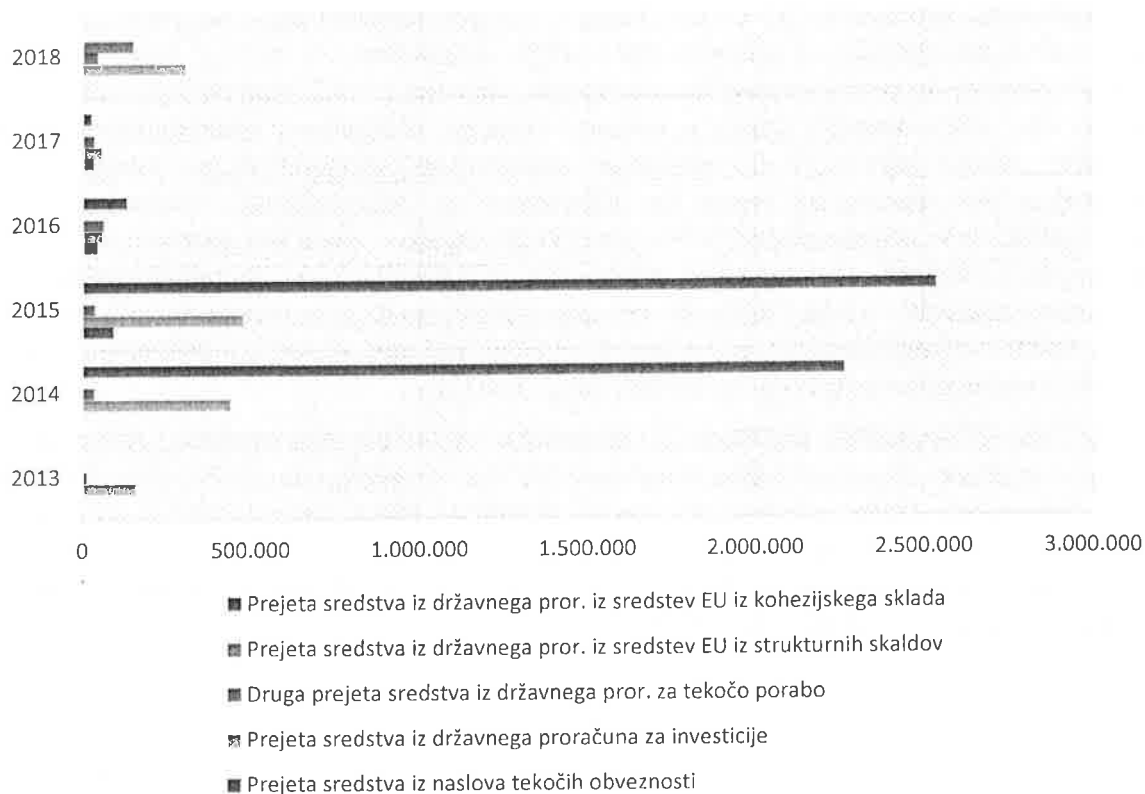 2018
2017
2016
2015
2014
2013
0 500.000 1.000.000 1.500.000 2.000.000 2.500.000 3.000.000
Prejeta sredstva iz državnega pror. iz sredstev EU iz kohezijskega sklada
Prejeta sredstva iz državnega pror. iz sredstev EU iz strukturnih skaldov
Druga prejeta sredstva iz državnega pror. za tekočo porabo
Prejeta sredstva iz državnega proračuna za investicije
Prejeta sredstva iz naslova tekočih obveznosti